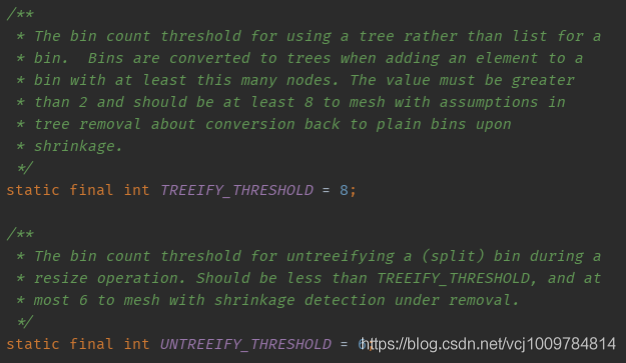 /**
* The bin count threshold for using a tree rather than list for a
* bin.  Bins are converted to trees when adding an element to a
* bin with at least this many nodes. The value must be greater
* than 2 and should be at least 8 to mesh with assumptions in
* tree removal about conversion back to plain bins upon
* shrinkage.
*/
static final int TREEIFY_THRESHOLD = 8;
/**
* The bin count threshold for untreeifying a (split) bin during a
* resize operation. Should be less than TREEIFY_THRESHOLD, and at
* most 6 to mesh with shrinkage detection under removal.
*/
static final int UNTREEIFY_THRESHOLD = 6;
https://blog.csdn.net/vcj1009784814